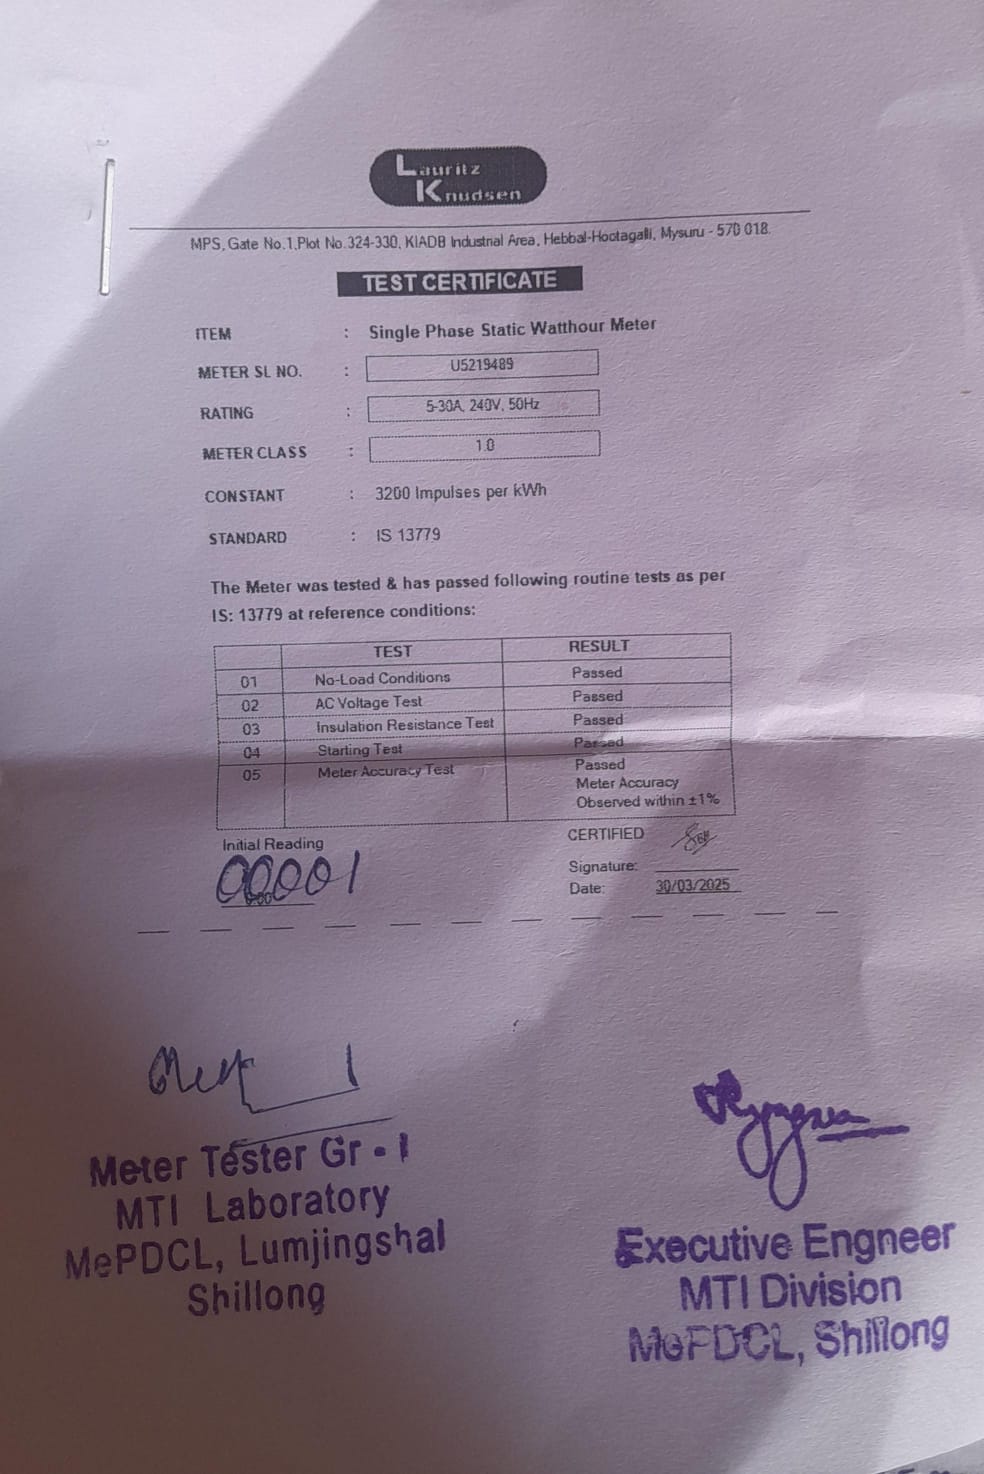 Lauritz
Knudsen
MPS, Gate No.1,Plot No.324-330, KIADB Industrial Area, Hebbal-Hootagalli, Mysuru - 570 018.
TEST CERTIFICATE
ITEM : Single Phase Static Watthour Meter
METER SL NO. : U5219489
RATING : 5-30A, 240V, 50Hz
METER CLASS : 1.0
CONSTANT : 3200 Impulses per kWh
STANDARD : IS 13779
The Meter was tested & has passed following routine tests as per
IS: 13779 at reference conditions:
TEST RESULT
01 No-Load Conditions Passed
02 AC Voltage Test Passed
03 Insulation Resistance Test Passed
04 Starting Test Passed
05 Meter Accuracy Test Passed
Meter Accuracy
Observed within ±1%
Initial Reading
00001
CERTIFIED
Signature:
Date: 30/03/2025
Meter Tester Gr - I
MTI Laboratory
MePDCL, Lumjingshai
Shillong
Executive Engneer
MTI Division
MePDCL, Shillong